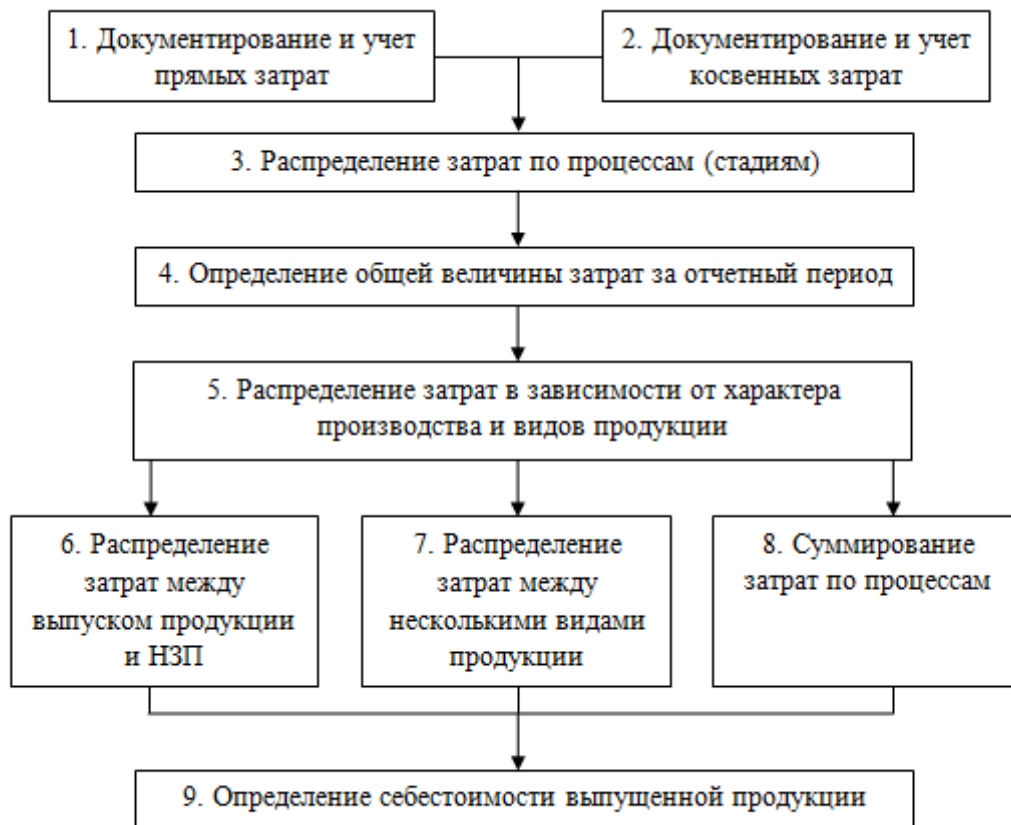 1. Документирование и учет
прямых затрат
2. Документирование и учет
косвенных затрат
3. Распределение затрат по процессам (стадиям)
4. Определение общей величины затрат за отчетный период
5. Распределение затрат в зависимости от характера
производства и видов продукции
6. Распределение
затрат между
выпуском продукции
и НЗП
7. Распределение
затрат между
несколькими видами
продукции
8. Суммирование
затрат по процессам
9. Определение себестоимости выпущенной продукции